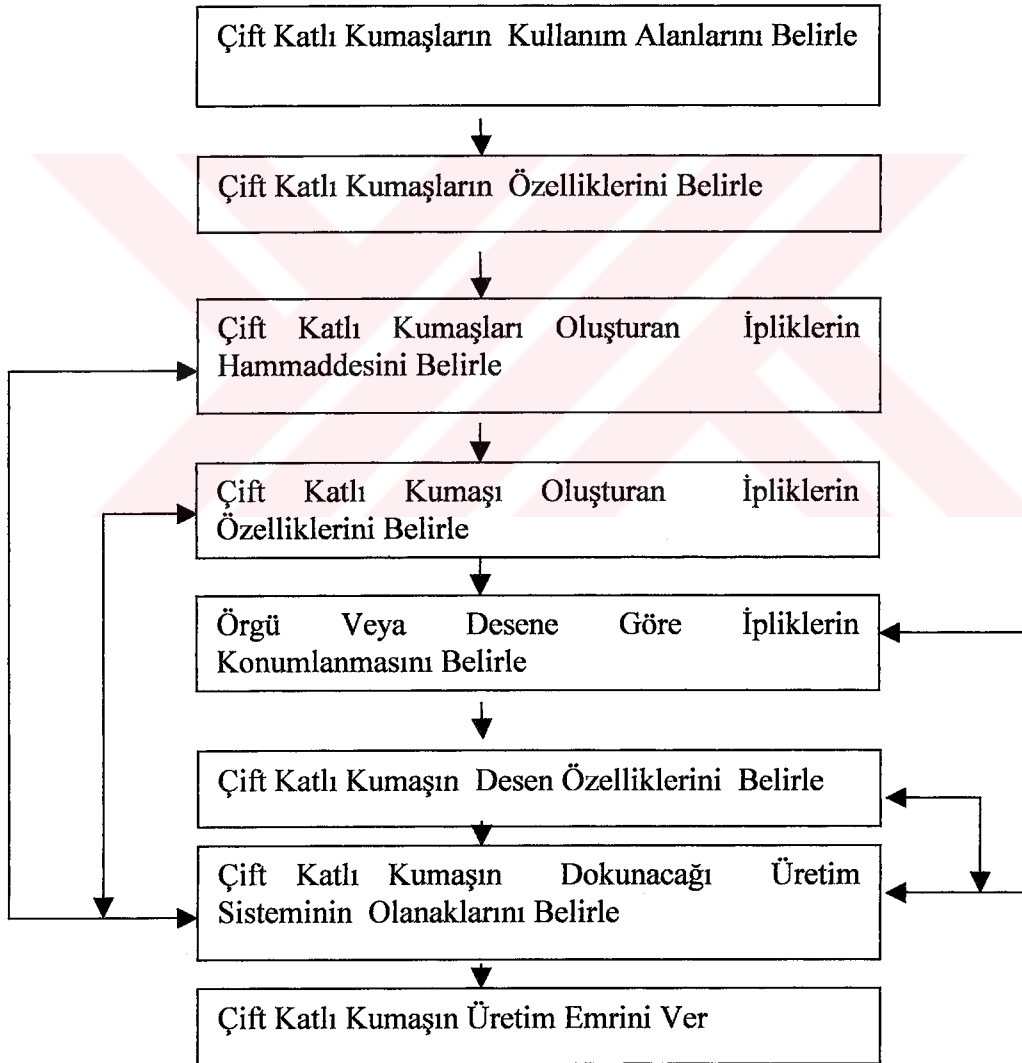 Çift Katlı Kumaşların Kullanım Alanlarını Belirle
Çift Katlı Kumaşların Özelliklerini Belirle
Çift Katlı Kumaşları Oluşturan İpliklerin
Hammaddesini Belirle
Çift Katlı Kumaşı Oluşturan İpliklerin
Özelliklerini Belirle
Örgü Veya Desene Göre İpliklerin
Konumlanmasını Belirle
Çift Katlı Kumaşın Desen Özelliklerini Belirle
Çift Katlı Kumaşın Dokunacağı Üretim
Sisteminin Olanaklarını Belirle
Çift Katlı Kumaşın Üretim Emrini Ver